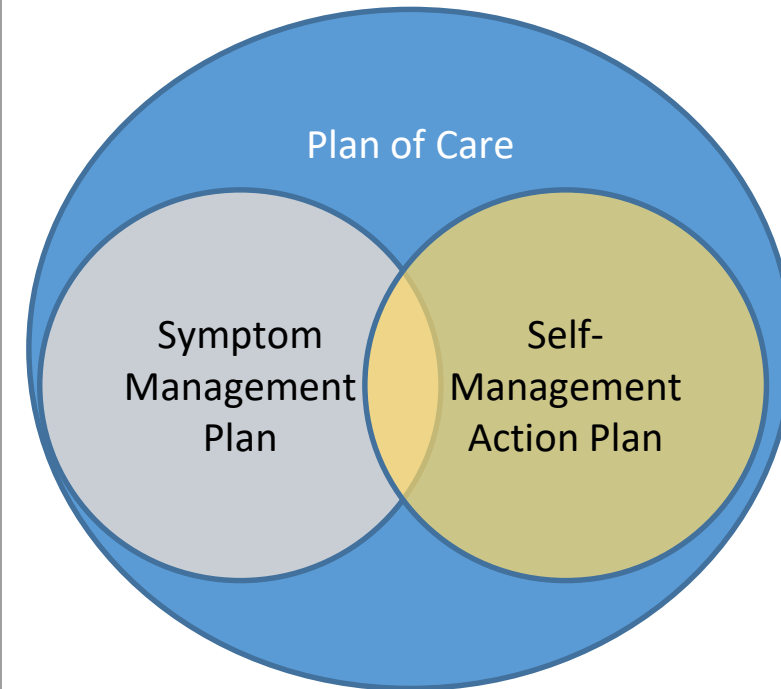 Plan of Care
Symptom
Management
Plan
Self-
Management
Action Plan